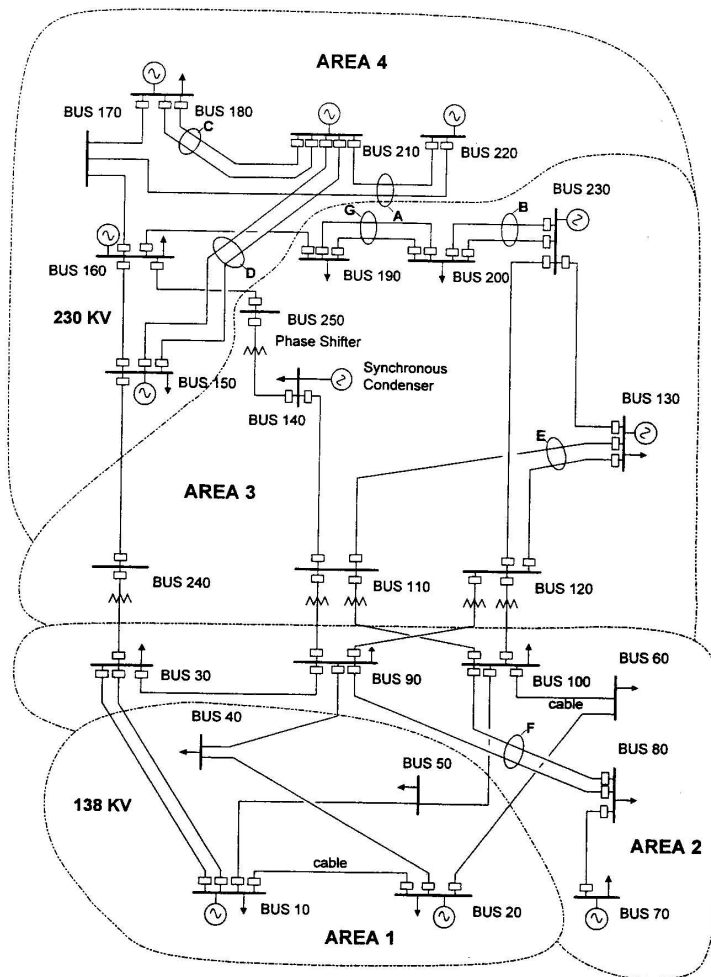 AREA 4
BUS 170
BUS 180
C
BUS 210
BUS 220
A
BUS 230
B
G
D
BUS 160
BUS 190
BUS 200
230 KV
BUS 250
Phase Shifter
BUS 150
Synchronous
Condenser
BUS 140
BUS 130
E
AREA 3
BUS 240
BUS 110
BUS 120
BUS 30
BUS 90
BUS 100
cable
BUS 60
BUS 40
F
BUS 80
BUS 50
138 KV
AREA 2
cable
BUS 10
BUS 20
BUS 70
AREA 1